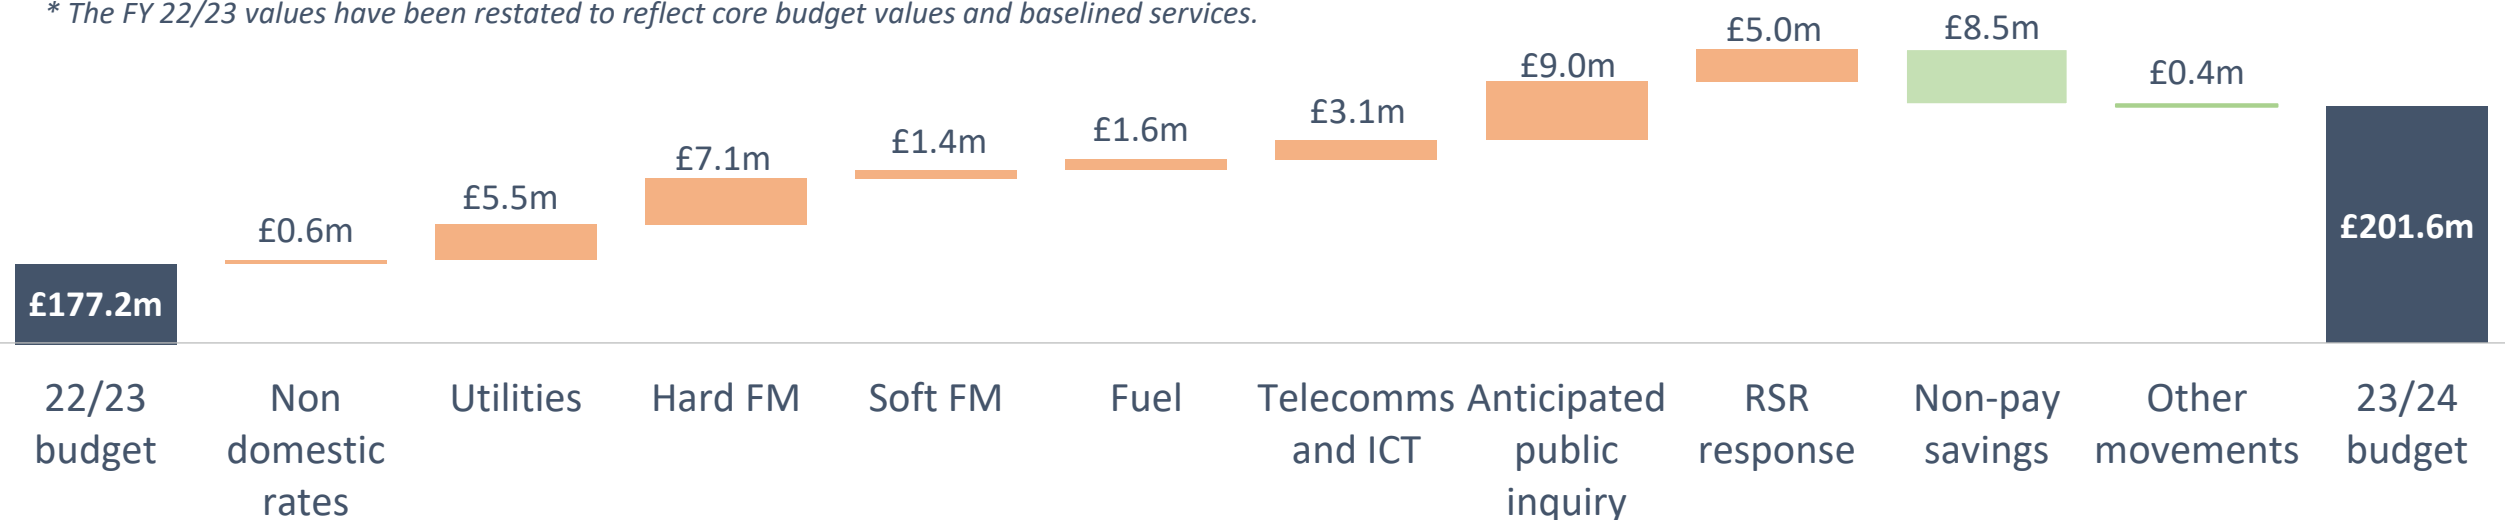 * The FY 22/23 values have been restated to reflect core budget values and baselined services.
£177.2m
£0.6m
£5.5m
£7.1m
£1.4m
£1.6m
£3.1m
£9.0m
£5.0m
£8.5m
£0.4m
£201.6m
22/23
budget
Non
domestic
rates
Utilities
Hard FM
Soft FM
Fuel
Telecomms
and ICT
Anticipated
public
inquiry
RSR
response
Non-pay
savings
Other
movements
23/24
budget